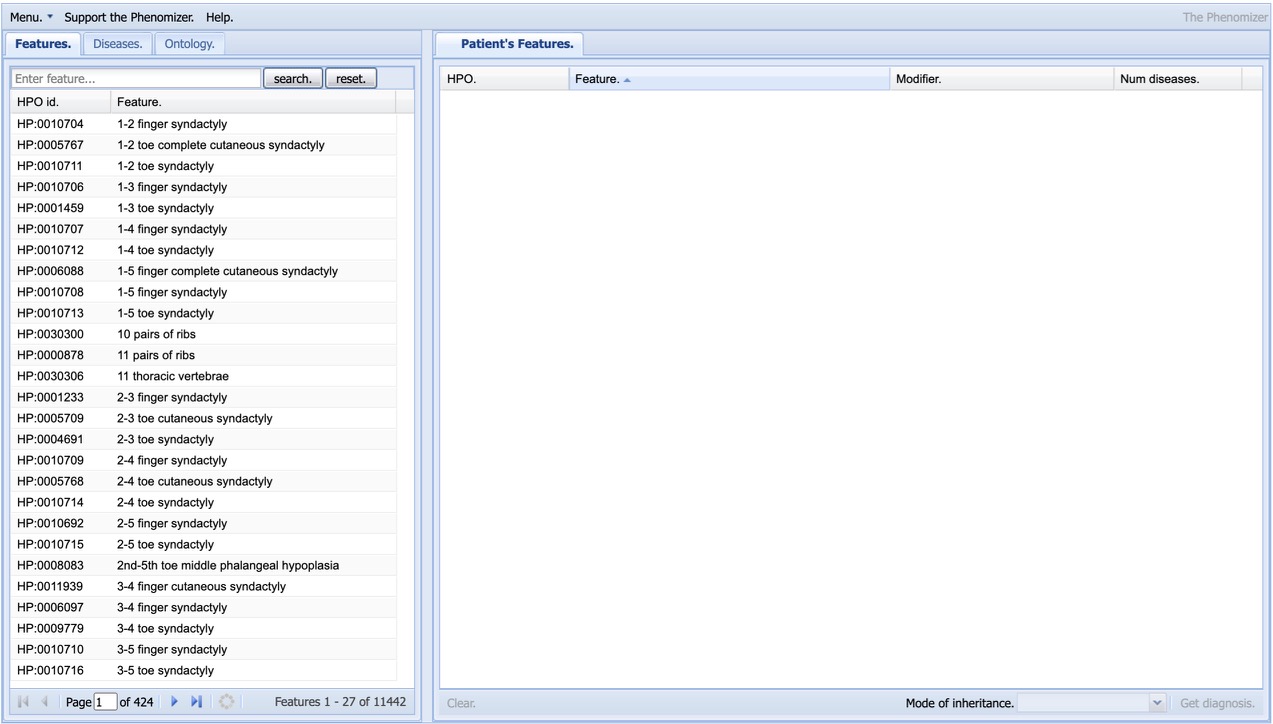 Menu. Support the Phenomizer. Help. The Phenomizer
Features. Diseases. Ontology. Patient's Features.
Enter feature... search. reset.
HPO. Feature. Modifier. Num diseases.
HPO id. Feature.
HP:0010704 1-2 finger syndactyly
HP:0005767 1-2 toe complete cutaneous syndactyly
HP:0010711 1-2 toe syndactyly
HP:0010706 1-3 finger syndactyly
HP:0001459 1-3 toe syndactyly
HP:0010707 1-4 finger syndactyly
HP:0010712 1-4 toe syndactyly
HP:0006088 1-5 finger complete cutaneous syndactyly
HP:0010708 1-5 finger syndactyly
HP:0010713 1-5 toe syndactyly
HP:0030300 10 pairs of ribs
HP:0000878 11 pairs of ribs
HP:0030306 11 thoracic vertebrae
HP:0001233 2-3 finger syndactyly
HP:0005709 2-3 toe cutaneous syndactyly
HP:0004691 2-3 toe syndactyly
HP:0010709 2-4 finger syndactyly
HP:0005768 2-4 toe cutaneous syndactyly
HP:0010714 2-4 toe syndactyly
HP:0010692 2-5 finger syndactyly
HP:0010715 2-5 toe syndactyly
HP:0008083 2nd-5th toe middle phalangeal hypoplasia
HP:0011939 3-4 finger cutaneous syndactyly
HP:0006097 3-4 finger syndactyly
HP:0009779 3-4 toe syndactyly
HP:0010710 3-5 finger syndactyly
HP:0010716 3-5 toe syndactyly
Page 1 of 424 Features 1 - 27 of 11442
Clear. Mode of inheritance. Get diagnosis.